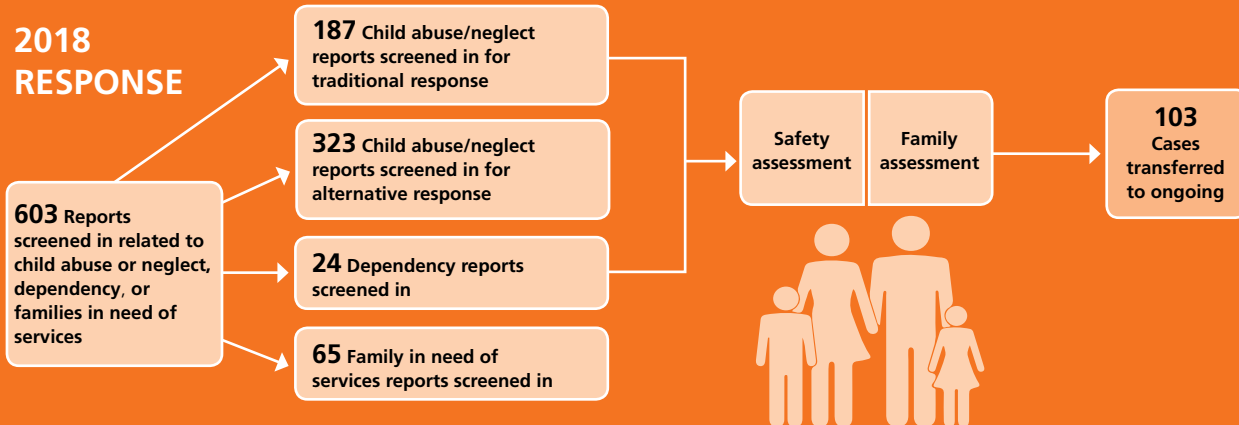 2018
RESPONSE
603 Reports
screened in related to
child abuse or neglect,
dependency, or
families in need of
services
187 Child abuse/neglect
reports screened in for
traditional response
323 Child abuse/neglect
reports screened in for
alternative response
24 Dependency reports
screened in
65 Family in need of
services reports screened in
Safety
assessment
Family
assessment
103
Cases
transferred
to ongoing